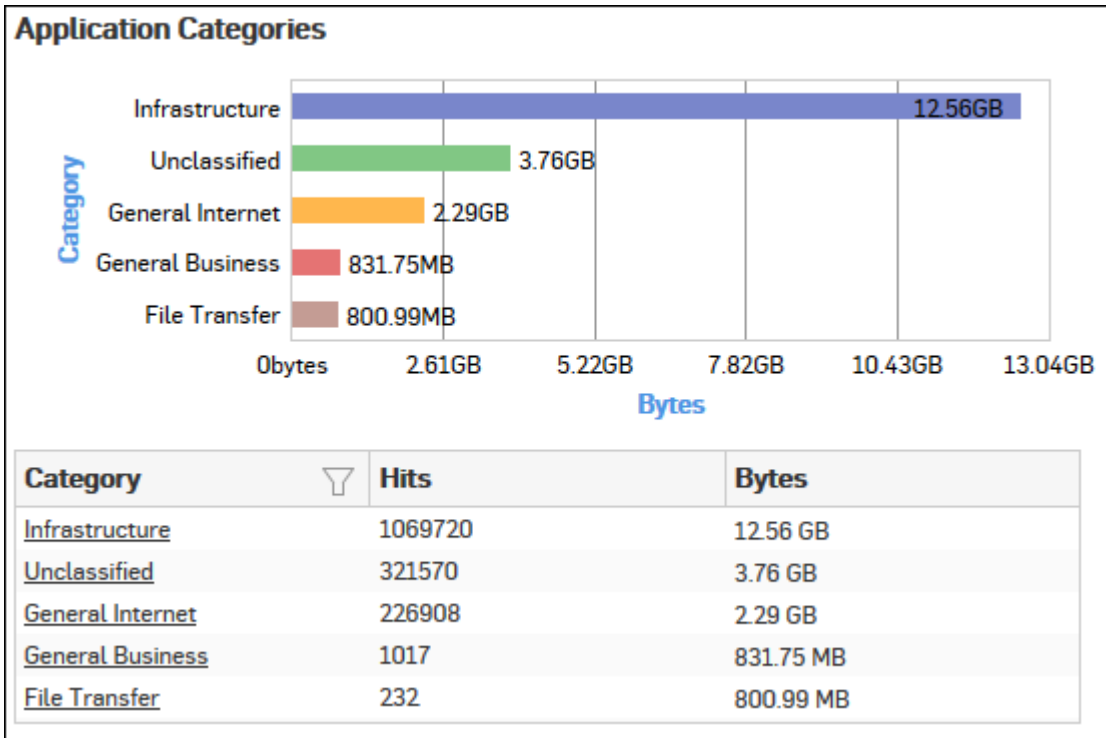 Application Categories
Category
Infrastructure 12.56GB
Unclassified 3.76GB
General Internet 2.29GB
General Business 831.75MB
File Transfer 800.99MB
0bytes 2.61GB 5.22GB 7.82GB 10.43GB 13.04GB
Bytes
Category Hits Bytes
Infrastructure 1069720 12.56 GB
Unclassified 321570 3.76 GB
General Internet 226908 2.29 GB
General Business 1017 831.75 MB
File Transfer 232 800.99 MB